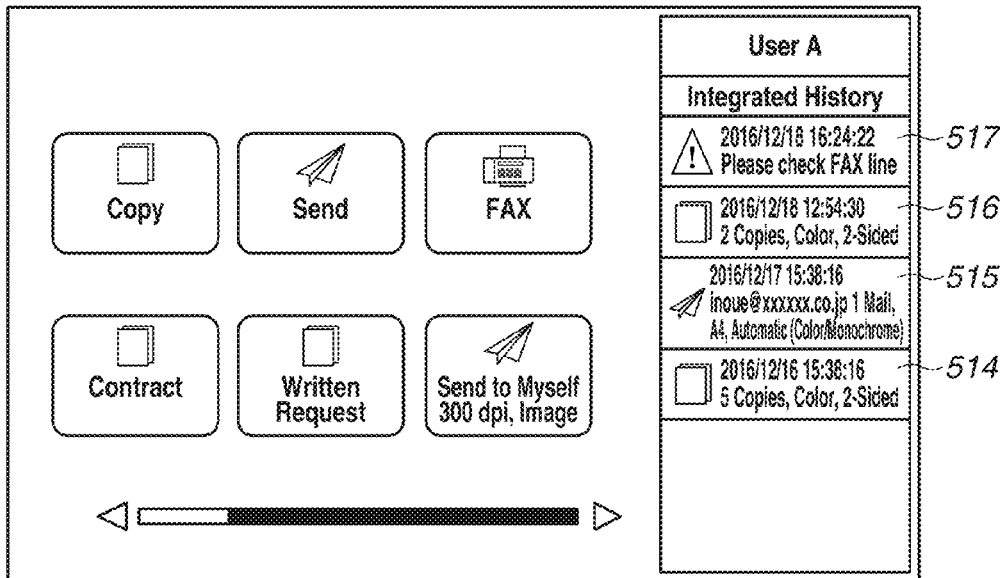 User A
Integrated History
2016/12/18 16:24:22
Please check FAX line
517
2016/12/18 12:54:30
2 Copies, Color, 2-Sided
516
2016/12/17 15:38:16
inoue@xxxxxx.co.jp 1 Mail,
A4, Automatic (Color/Monochrome)
515
2016/12/16 15:38:16
5 Copies, Color, 2-Sided
514
Copy
Send
FAX
Contract
Written
Request
Send to Myself
300 dpi, Image